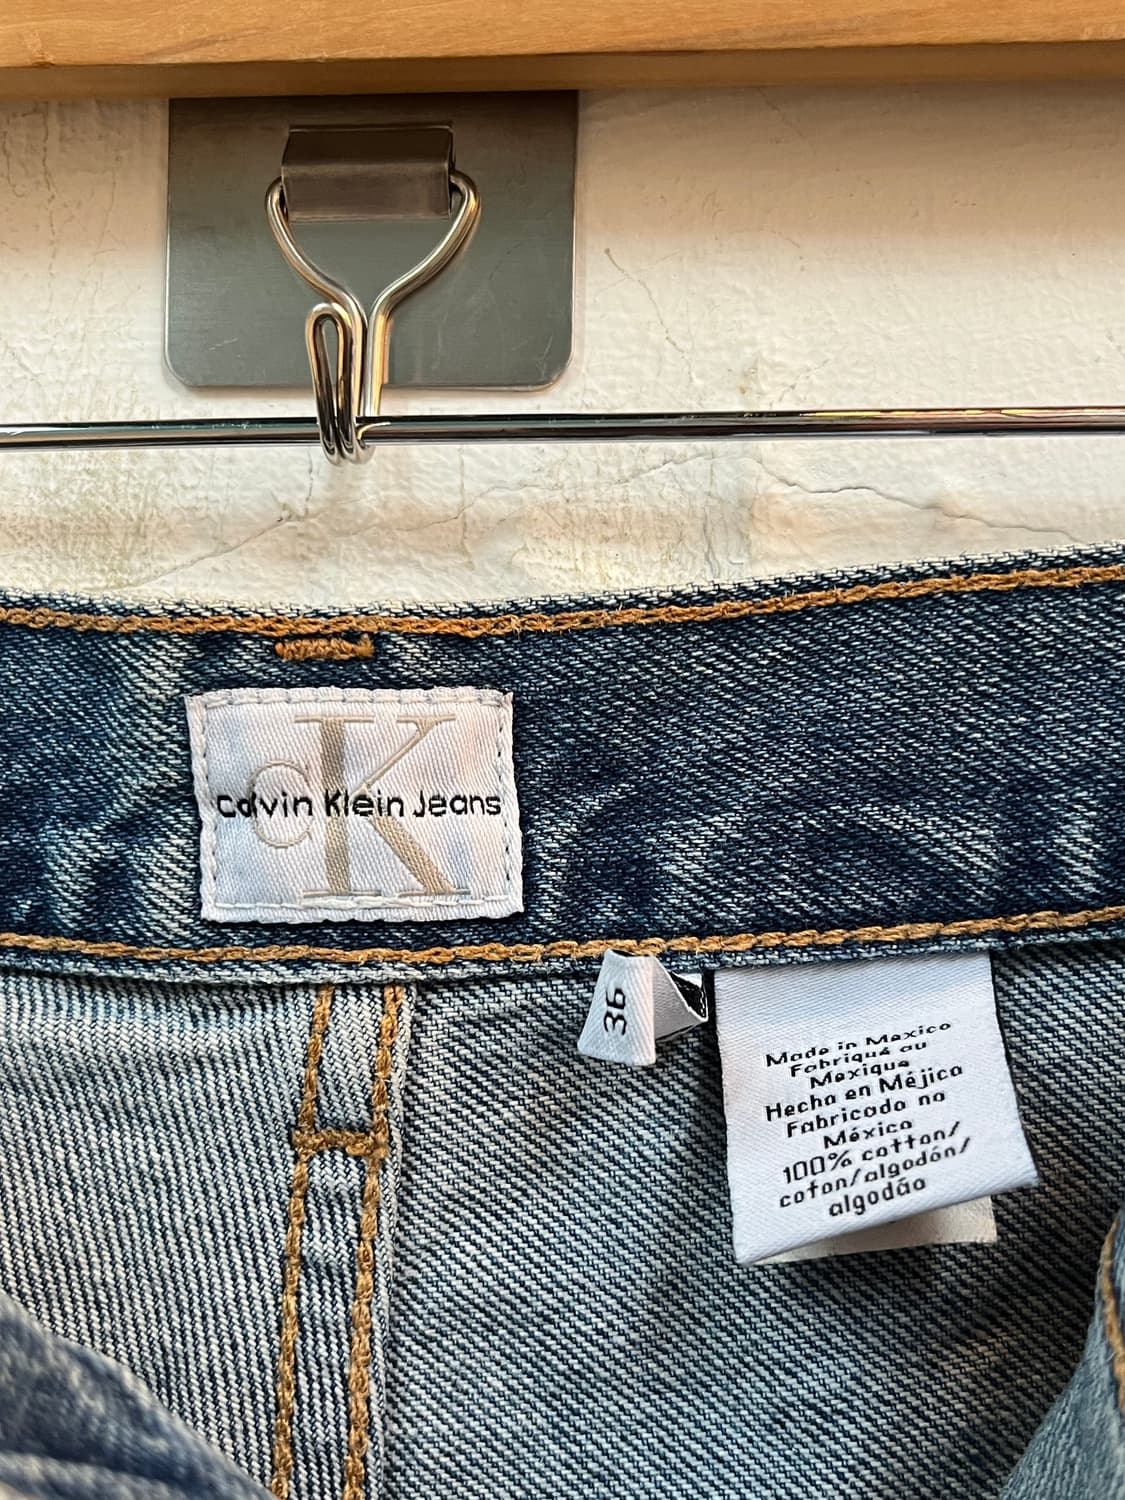 cK
Calvin Klein Jeans
36
Made in Mexico
Fabriqué au
Mexique
Hecho en Méjico
Fabricado no
México
100% cotton/
coton/algodón/
algodão